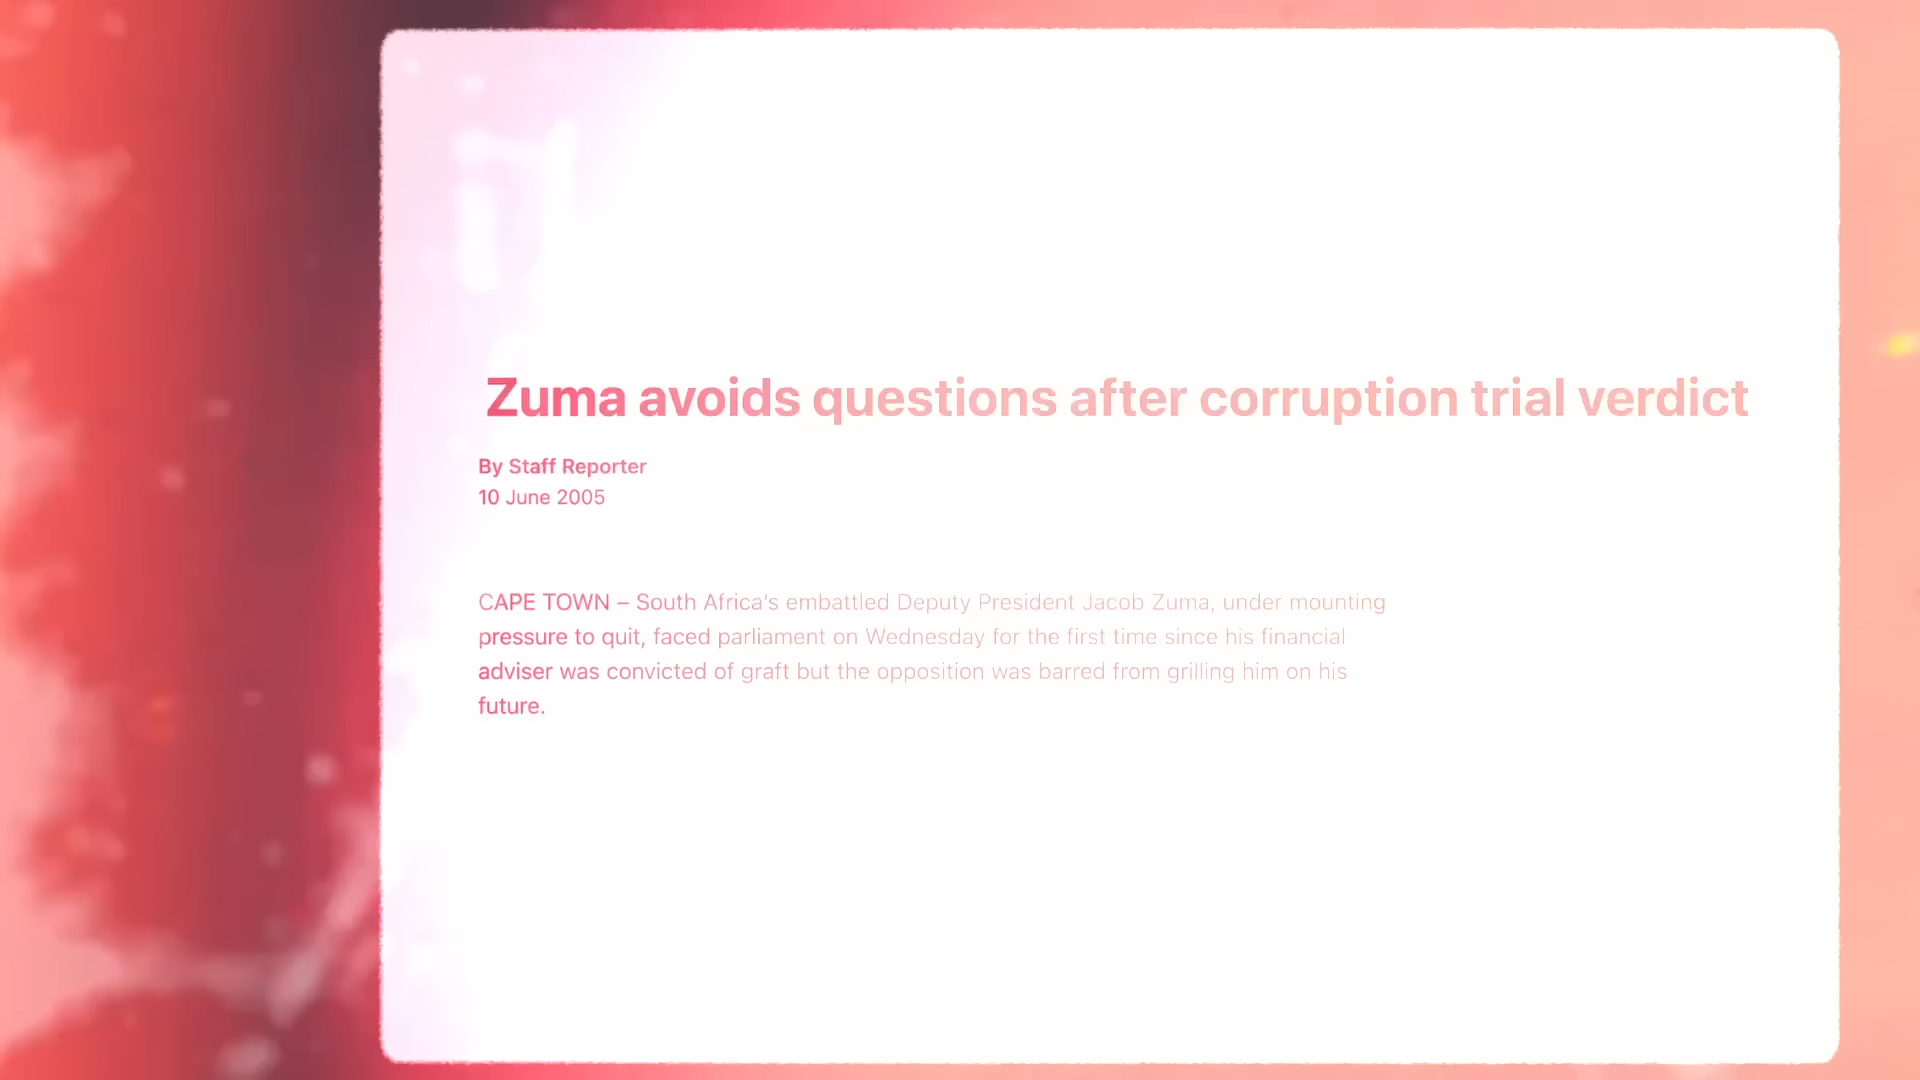 Zuma avoids questions after corruption trial verdict
By Staff Reporter
10 June 2005
CAPE TOWN – South Africa's embattled Deputy President Jacob Zuma, under mounting
pressure to quit, faced parliament on Wednesday for the first time since his financial
adviser was convicted of graft but the opposition was barred from grilling him on his
future.